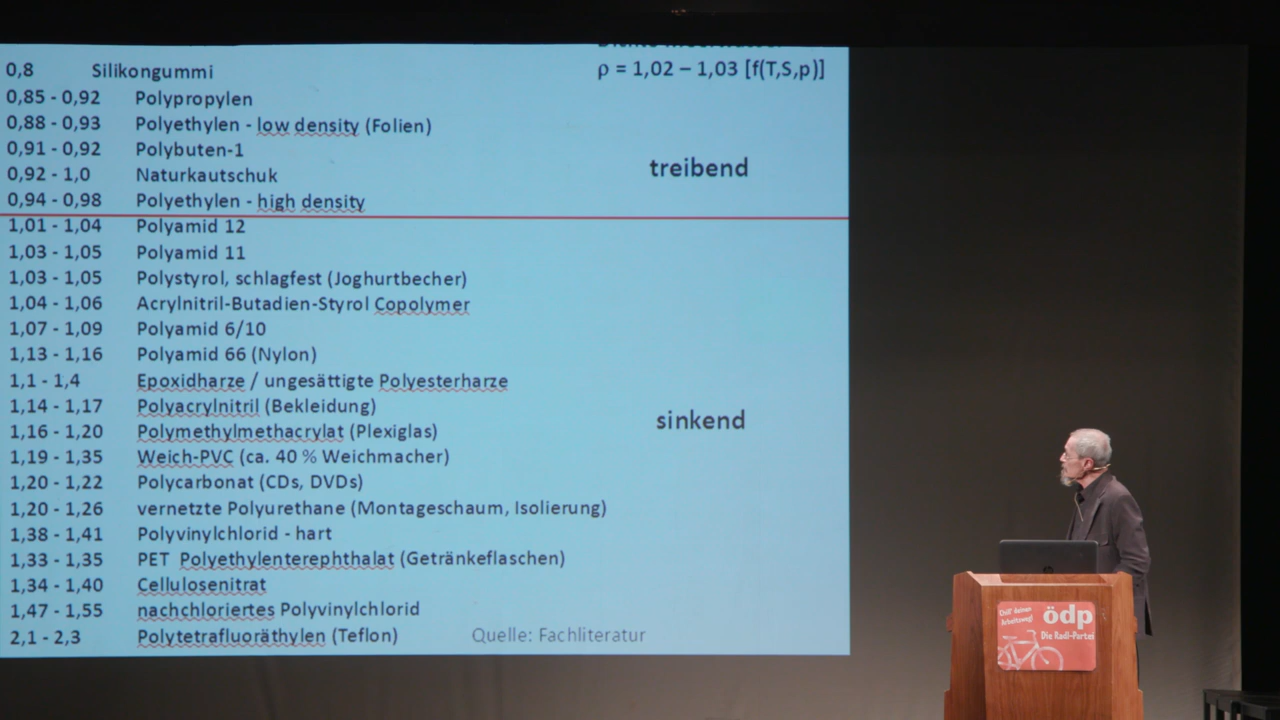 ρ = 1,02 – 1,03 [f(T,S,p)]
0,8 Silikongummi
0,85 - 0,92 Polypropylen
0,88 - 0,93 Polyethylen - low density (Folien)
0,91 - 0,92 Polybuten-1
0,92 - 1,0 Naturkautschuk
0,94 - 0,98 Polyethylen - high density
treibend
1,01 - 1,04 Polyamid 12
1,03 - 1,05 Polyamid 11
1,03 - 1,05 Polystyrol, schlagfest (Joghurtbecher)
1,04 - 1,06 Acrylnitril-Butadien-Styrol Copolymer
1,07 - 1,09 Polyamid 6/10
1,13 - 1,16 Polyamid 66 (Nylon)
1,1 - 1,4 Epoxidharze / ungesättigte Polyesterharze
1,14 - 1,17 Polyacrylnitril (Bekleidung)
1,16 - 1,20 Polymethylmethacrylat (Plexiglas)
1,19 - 1,35 Weich-PVC (ca. 40 % Weichmacher)
1,20 - 1,22 Polycarbonat (CDs, DVDs)
1,20 - 1,26 vernetzte Polyurethane (Montageschaum, Isolierung)
1,38 - 1,41 Polyvinylchlorid - hart
1,33 - 1,35 PET Polyethylenterephthalat (Getränkeflaschen)
1,34 - 1,40 Cellulosenitrat
1,47 - 1,55 nachchloriertes Polyvinylchlorid
2,1 - 2,3 Polytetrafluoräthylen (Teflon)
sinkend
Quelle: Fachliteratur
Chill' deinen
Arbeitsweg!
ödp
Die Radl-Partei